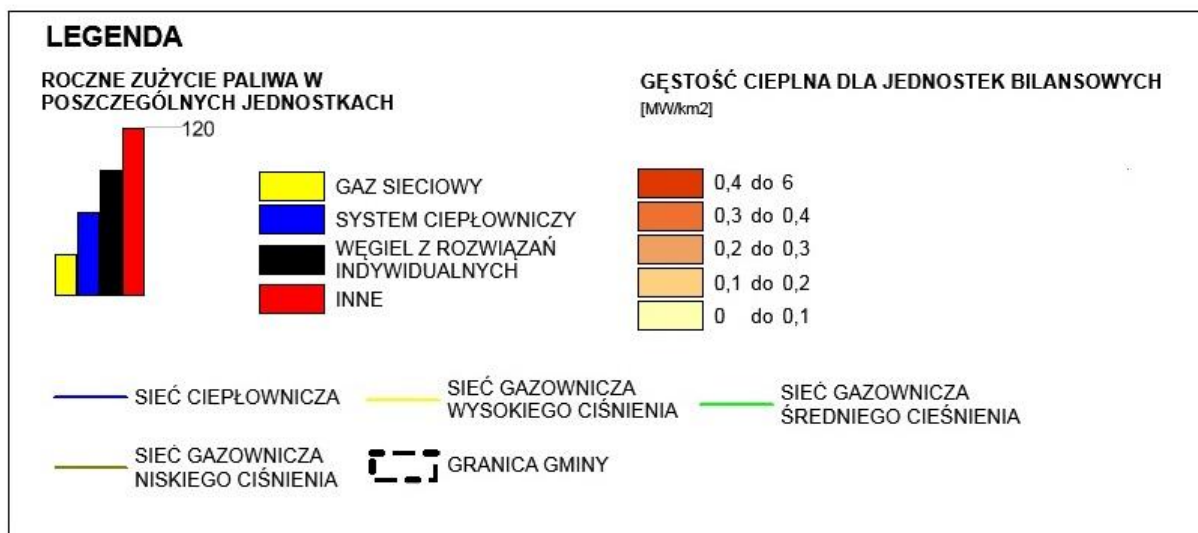 LEGENDA
ROCZNE ZUŻYCIE PALIWA W
POSZCZEGÓLNYCH JEDNOSTKACH
120
GAZ SIECIOWY
SYSTEM CIEPŁOWNICZY
WĘGIEL Z ROZWIĄZAŃ
INDYWIDUALNYCH
INNE
GĘSTOŚĆ CIEPLNA DLA JEDNOSTEK BILANSOWYCH
[MW/km2]
0,4 do 6
0,3 do 0,4
0,2 do 0,3
0,1 do 0,2
0 do 0,1
SIEĆ CIEPŁOWNICZA
SIEĆ GAZOWNICZA
WYSOKIEGO CIŚNIENIA
SIEĆ GAZOWNICZA
ŚREDNIEGO CIEŚNIENIA
SIEĆ GAZOWNICZA
NISKIEGO CIŚNIENIA
GRANICA GMINY